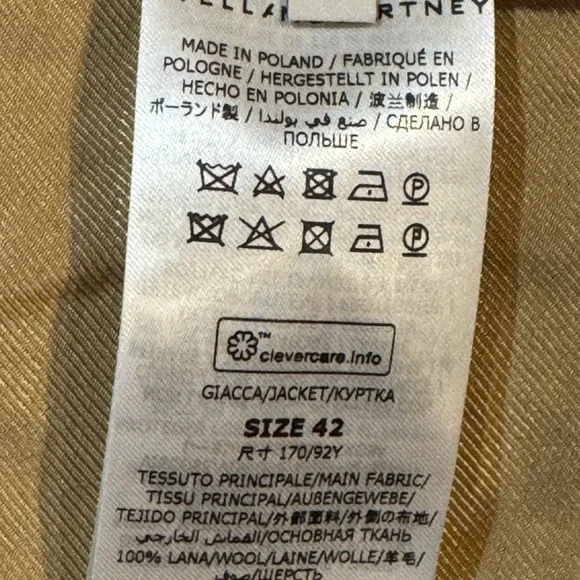 MADE IN POLAND / FABRIQUÉ EN
POLOGNE / HERGESTELLT IN POLEN /
HECHO EN POLONIA / 波兰制造 /
ポーランド製 / صنع في بولندا / СДЕЛАНО В
ПОЛЬШЕ
P
P
™
clevercare.info
GIACCA/JACKET/КУРТКА
SIZE 42
尺寸 170/92Y
TESSUTO PRINCIPALE/MAIN FABRIC/
TISSU PRINCIPAL/AUßENGEWEBE/
TEJIDO PRINCIPAL/外部面料/外側の布地/
القماش الخارجي/ОСНОВНАЯ ТКАНЬ
100% LANA/WOOL/LAINE/WOLLE/羊毛/
صوف/ШЕРСТЬ